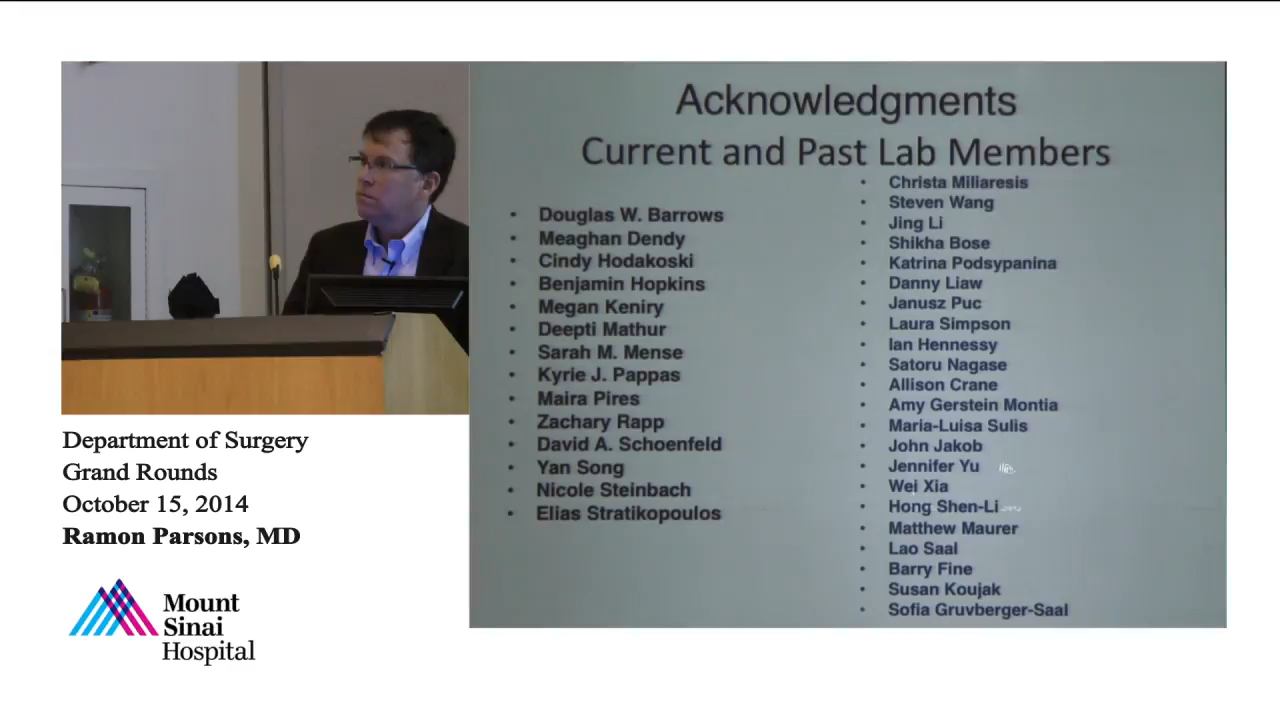 Acknowledgments
Current and Past Lab Members
• Douglas W. Barrows
• Meaghan Dendy
• Cindy Hodakoski
• Benjamin Hopkins
• Megan Keniry
• Deepti Mathur
• Sarah M. Mense
• Kyrie J. Pappas
• Maira Pires
• Zachary Rapp
• David A. Schoenfeld
• Yan Song
• Nicole Steinbach
• Elias Stratikopoulos
• Christa Miliaresis
• Steven Wang
• Jing Li
• Shikha Bose
• Katrina Podsypanina
• Danny Liaw
• Janusz Puc
• Laura Simpson
• Ian Hennessy
• Satoru Nagase
• Allison Crane
• Amy Gerstein Montia
• Maria-Luisa Sulis
• John Jakob
• Jennifer Yu
• Wei Xia
• Hong Shen-Li
• Matthew Maurer
• Lao Saal
• Barry Fine
• Susan Koujak
• Sofia Gruvberger-Saal
Department of Surgery
Grand Rounds
October 15, 2014
Ramon Parsons, MD
Mount
Sinai
Hospital